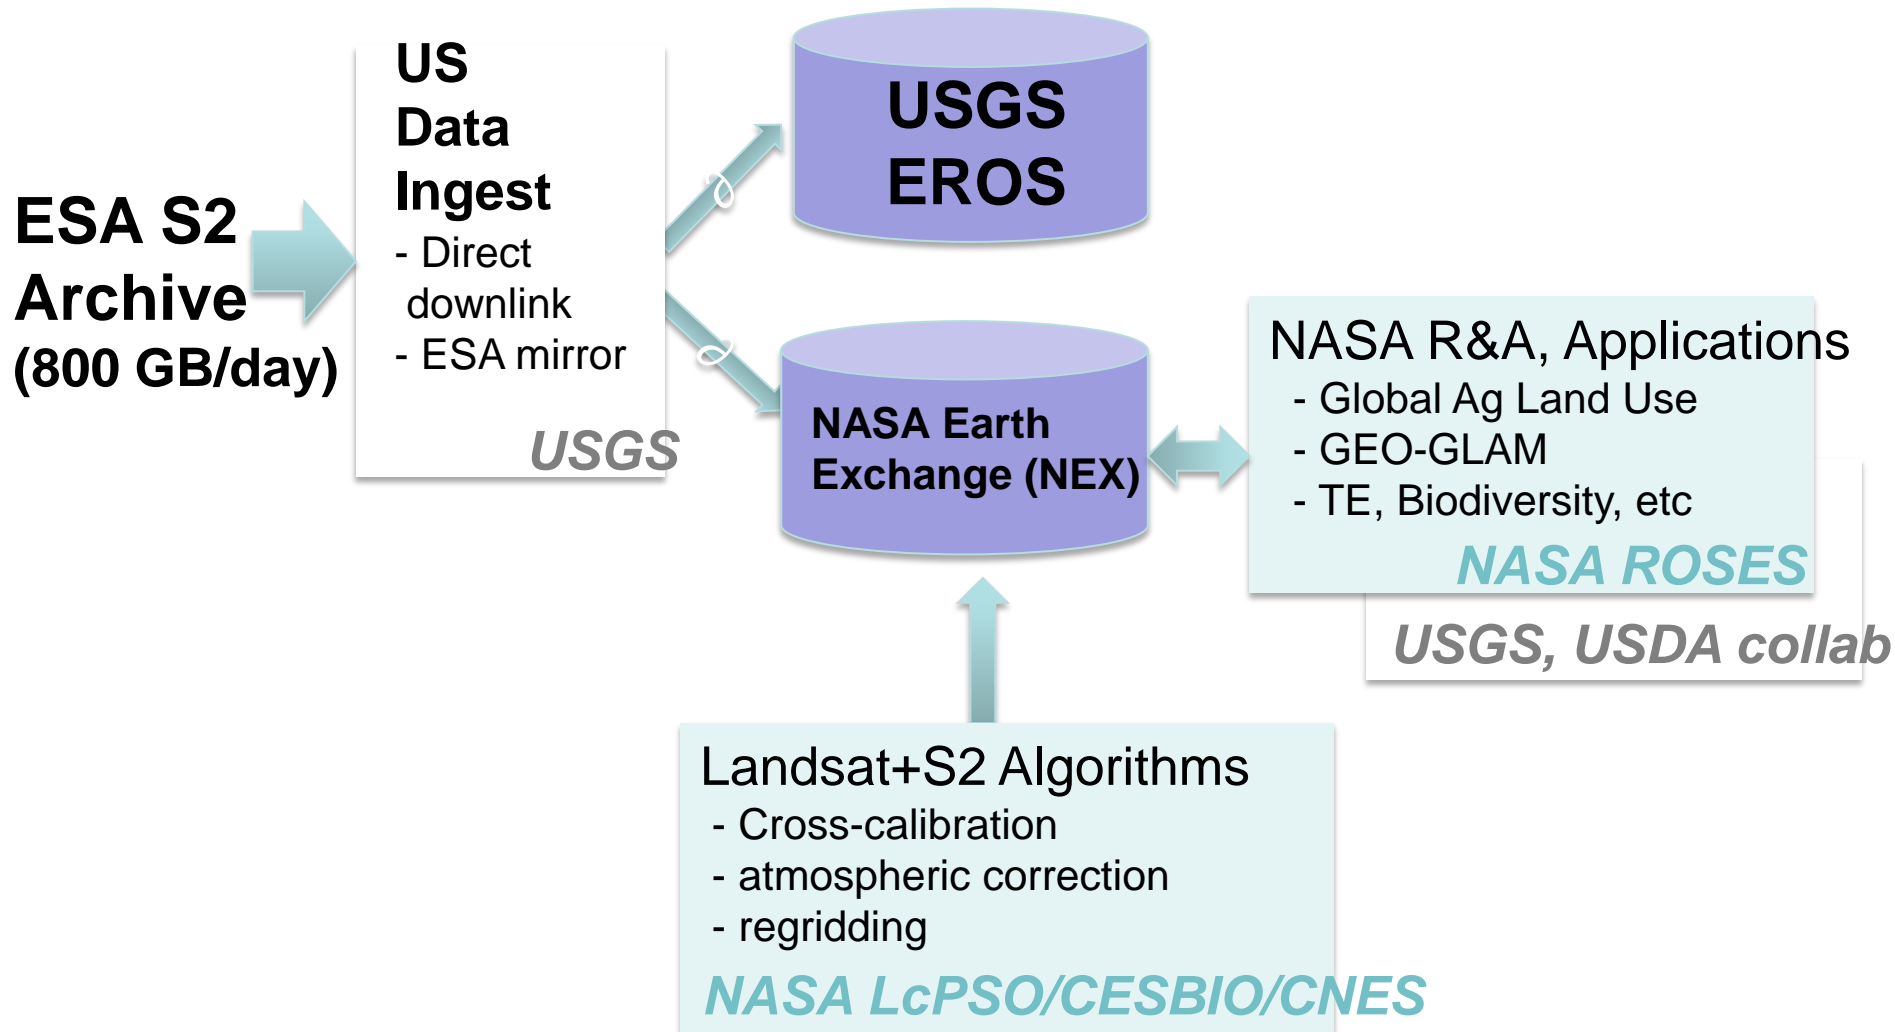 ESA S2
Archive
(800 GB/day)
US
Data
Ingest
- Direct
downlink
- ESA mirror
USGS
USGS
EROS
NASA Earth
Exchange (NEX)
NASA R&A, Applications
- Global Ag Land Use
- GEO-GLAM
- TE, Biodiversity, etc
NASA ROSES
USGS, USDA collab
Landsat+S2 Algorithms
- Cross-calibration
- atmospheric correction
- regridding
NASA LcPSO/CESBIO/CNES